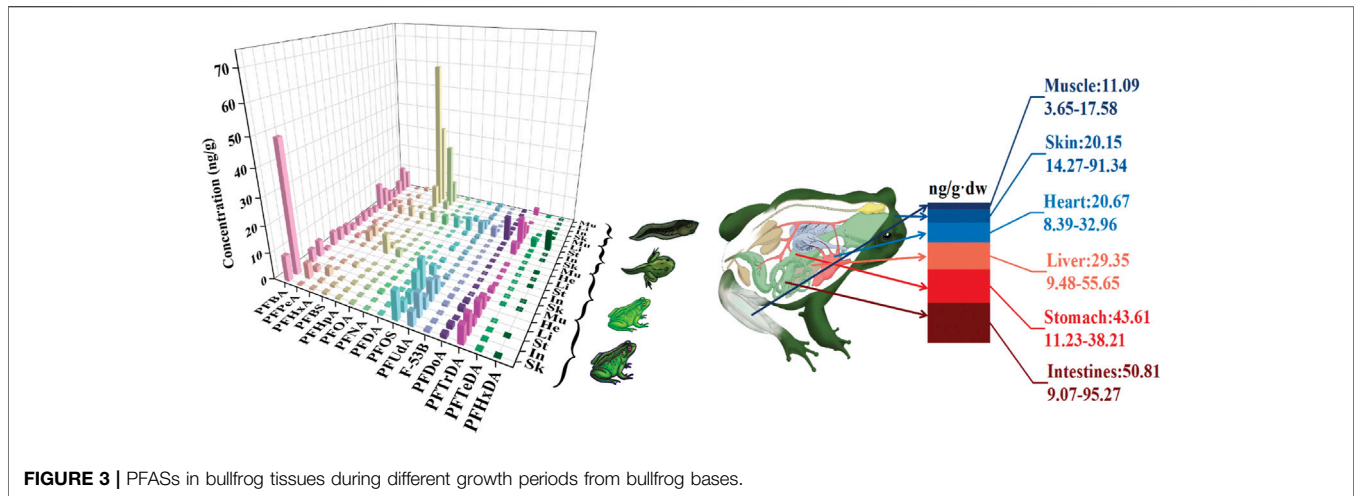 70
60
50
40
30
20
10
0
Concentration (ng/g)
PFBA
PFPeA
PFHxA
PFBS
PFHpA
PFOA
PFNA
PFDA
PFOS
PFUdA
F-53B
PFDoA
PFTrDA
PFTeDA
PFHxDA
Mu
In
Sk
Mu
He
Li
St
In
Sk
ng/g·dw
Muscle:11.09
3.65-17.58
Skin:20.15
14.27-91.34
Heart:20.67
8.39-32.96
Liver:29.35
9.48-55.65
Stomach:43.61
11.23-38.21
Intestines:50.81
9.07-95.27
FIGURE 3 | PFASs in bullfrog tissues during different growth periods from bullfrog bases.